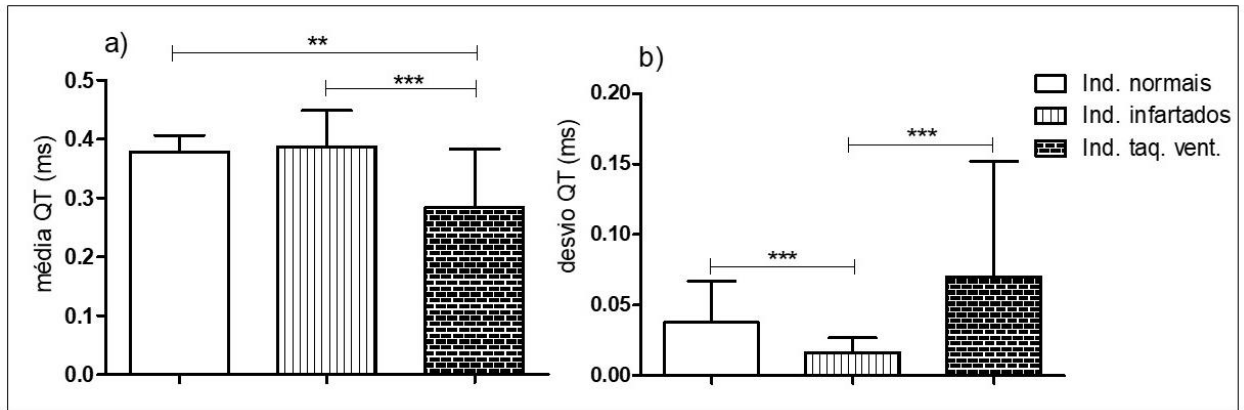 a)
**
***
média QT (ms)
0.5
0.4
0.3
0.2
0.1
0.0
b)
***
***
desvio QT (ms)
0.20
0.15
0.10
0.05
0.00
Ind. normais
Ind. infartados
Ind. taq. vent.